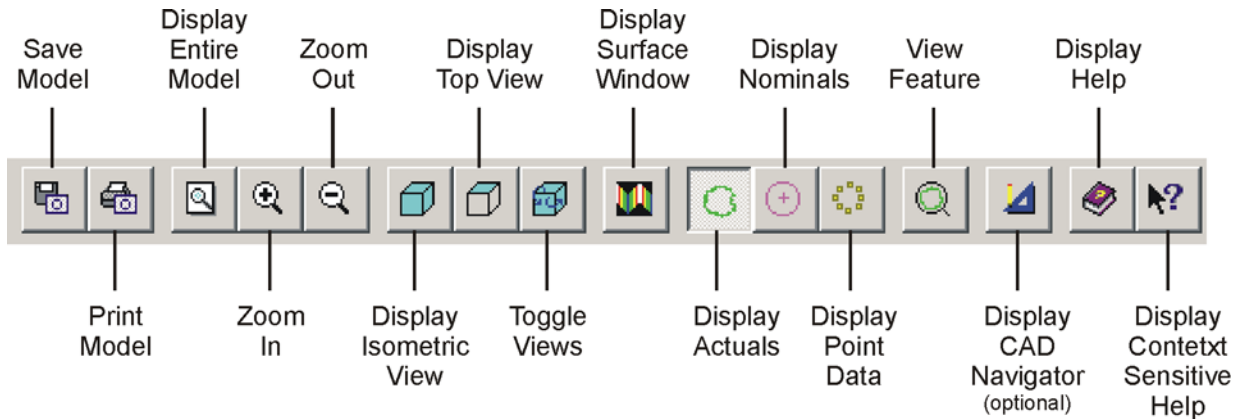 Save
Model
Display
Entire
Model
Zoom
Out
Display
Top View
Display
Surface
Window
Display
Nominals
View
Feature
Display
Help
?
Print
Model
Zoom
In
Display
Isometric
View
Toggle
Views
Display
Actuals
Display
Point
Data
Display
CAD
Navigator
(optional)
Display
Contetxt
Sensitive
Help